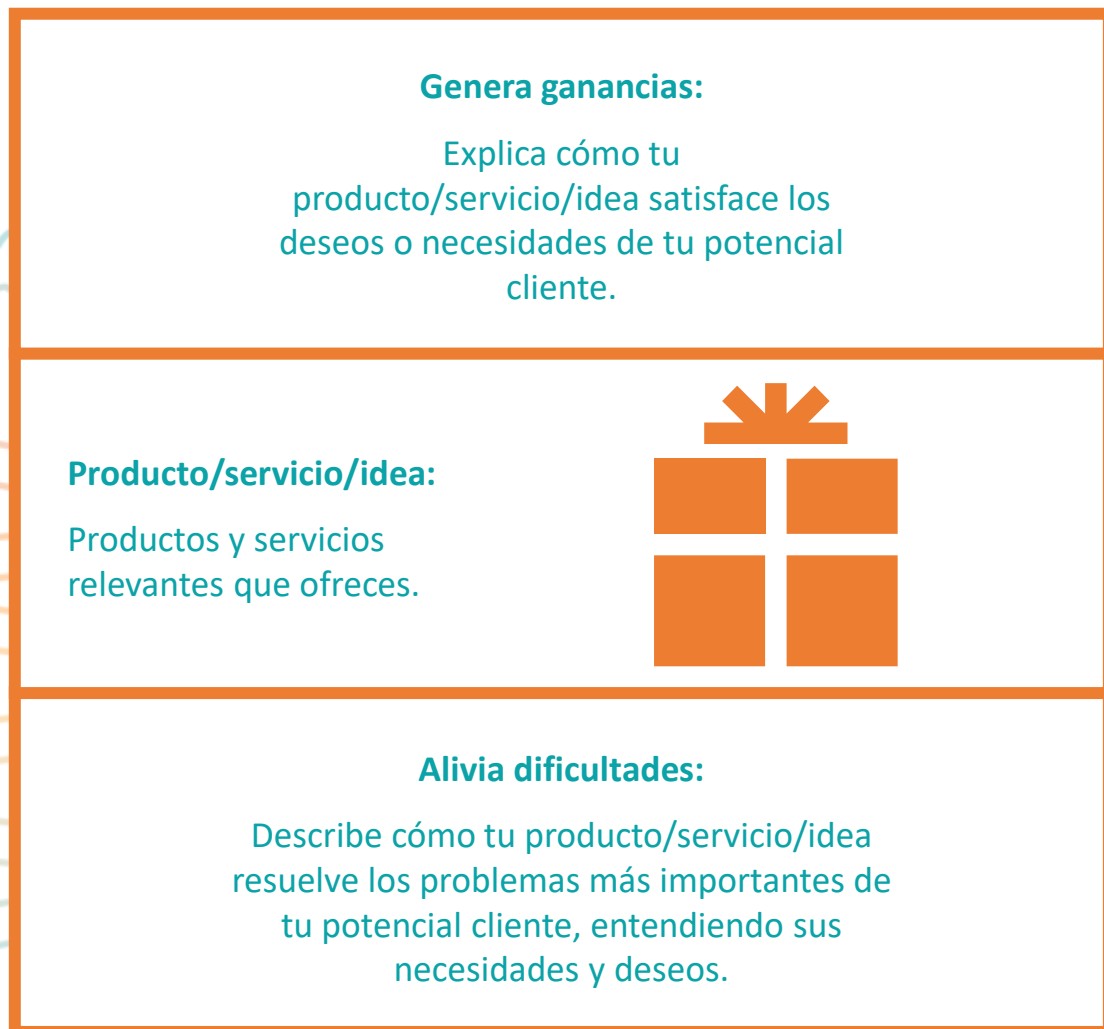 Genera ganancias:
Explica cómo tu
producto/servicio/idea satisface los
deseos o necesidades de tu potencial
cliente.
Producto/servicio/idea:
Productos y servicios
relevantes que ofreces.
Alivia dificultades:
Describe cómo tu producto/servicio/idea
resuelve los problemas más importantes de
tu potencial cliente, entendiendo sus
necesidades y deseos.